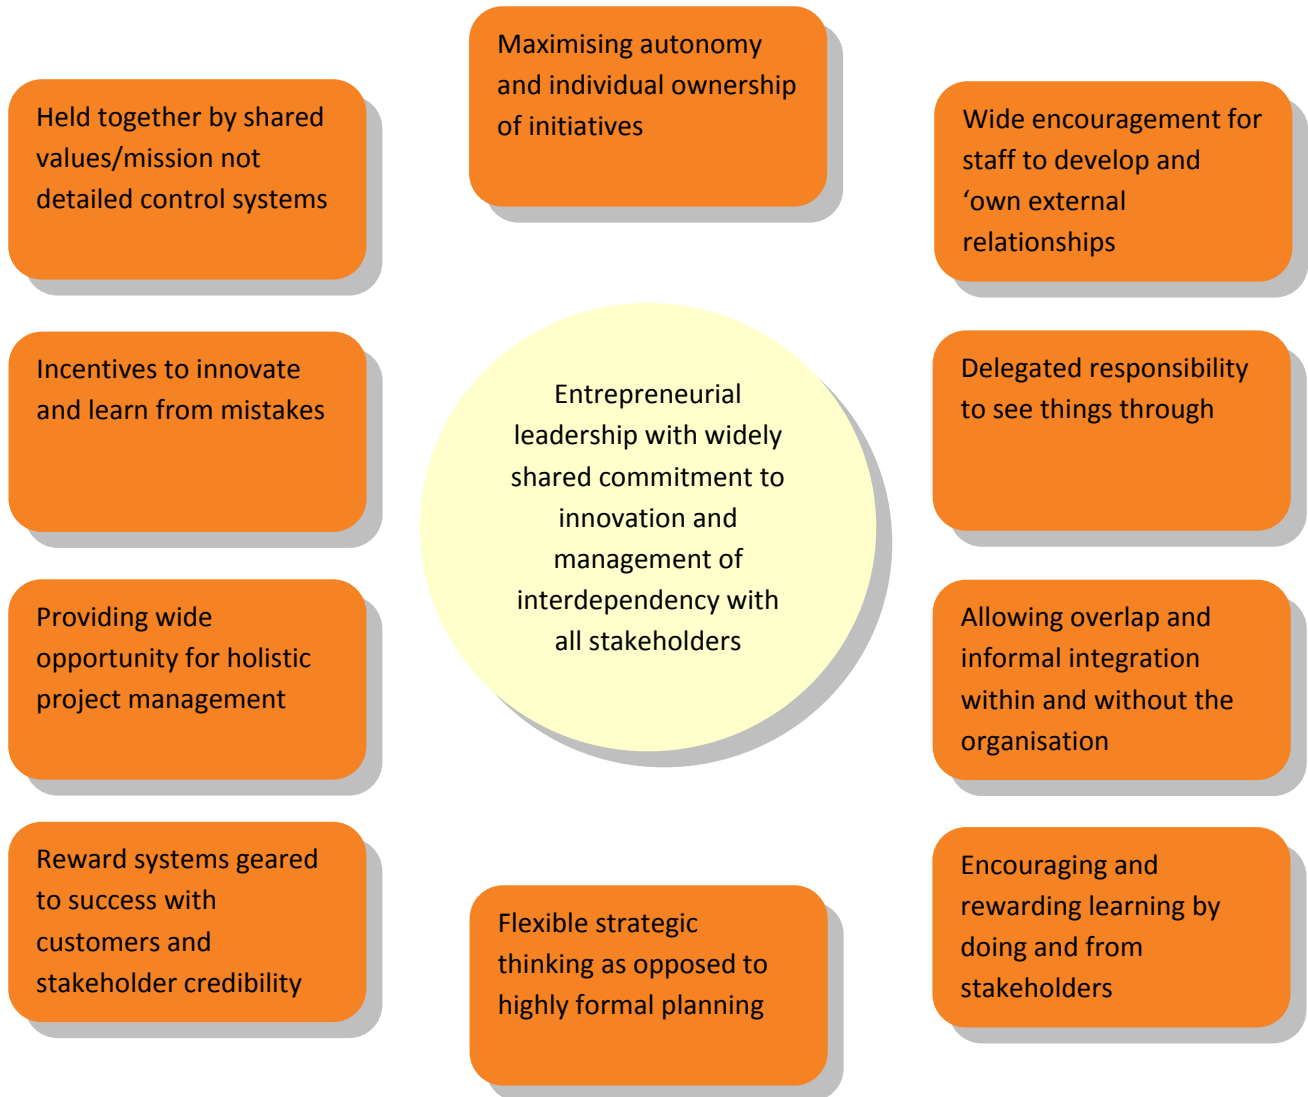 Maximising autonomy
and individual ownership
of initiatives
Held together by shared
values/mission not
detailed control systems
Wide encouragement for
staff to develop and
‘own external
relationships
Incentives to innovate
and learn from mistakes
Entrepreneurial
leadership with widely
shared commitment to
innovation and
management of
interdependency with
all stakeholders
Delegated responsibility
to see things through
Providing wide
opportunity for holistic
project management
Allowing overlap and
informal integration
within and without the
organisation
Reward systems geared
to success with
customers and
stakeholder credibility
Flexible strategic
thinking as opposed to
highly formal planning
Encouraging and
rewarding learning by
doing and from
stakeholders